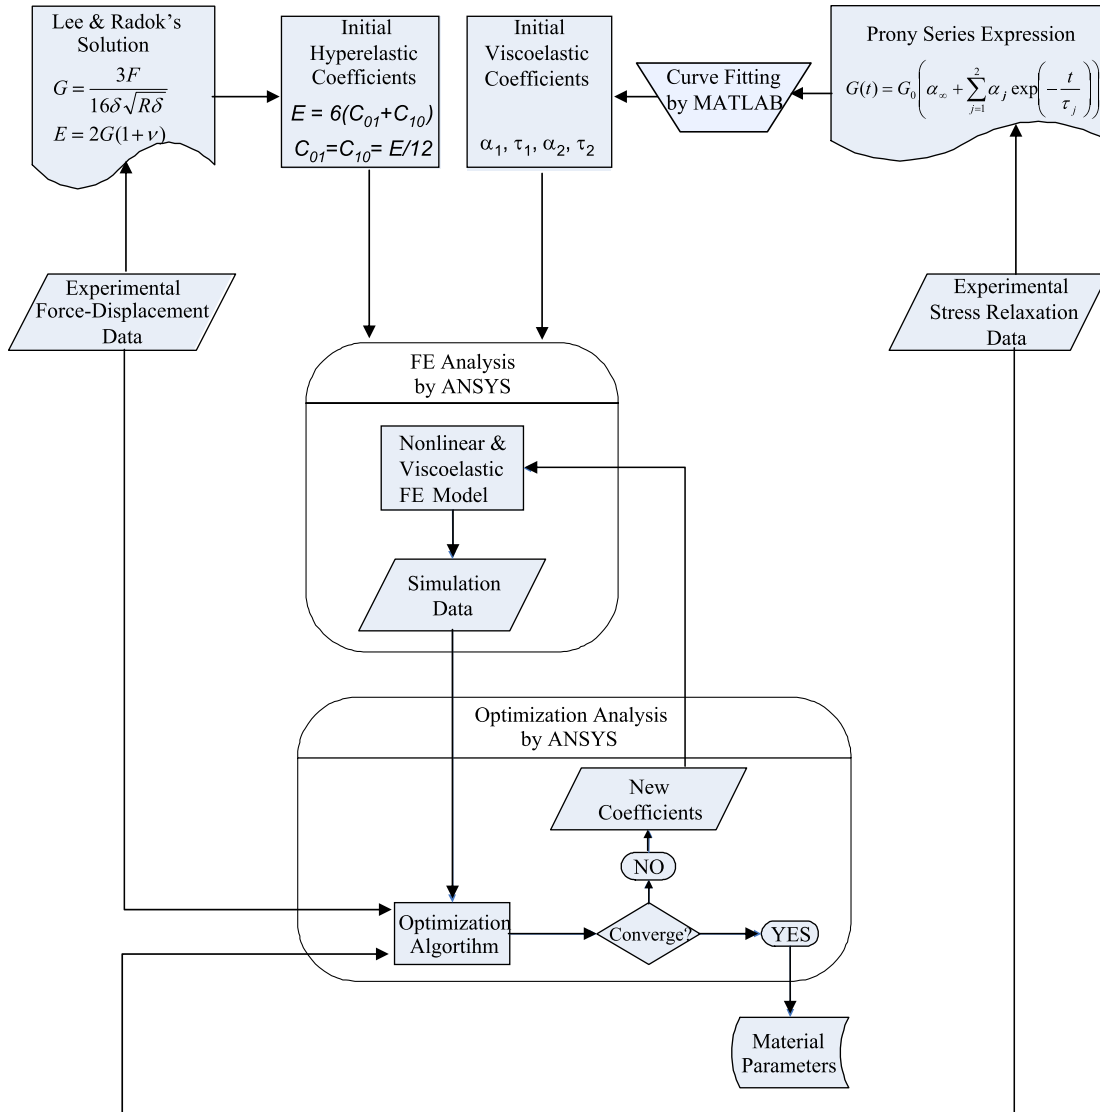 Lee & Radok's
Solution
G = 3F / 16δ√Rδ
E = 2G(1+ν)
Initial
Hyperelastic
Coefficients
E = 6(C₀₁+C₁₀)
C₀₁=C₁₀= E/12
Initial
Viscoelastic
Coefficients
α₁, τ₁, α₂, τ₂
Curve Fitting
by MATLAB
Prony Series Expression
G(t) = G₀(α∞ + ∑_{j=1}^{2} α_j exp(-t/τ_j))
Experimental
Force-Displacement
Data
Experimental
Stress Relaxation
Data
FE Analysis
by ANSYS
Nonlinear &
Viscoelastic
FE Model
Simulation
Data
Optimization Analysis
by ANSYS
New
Coefficients
NO
Optimization
Algortihm
Converge?
YES
Material
Parameters